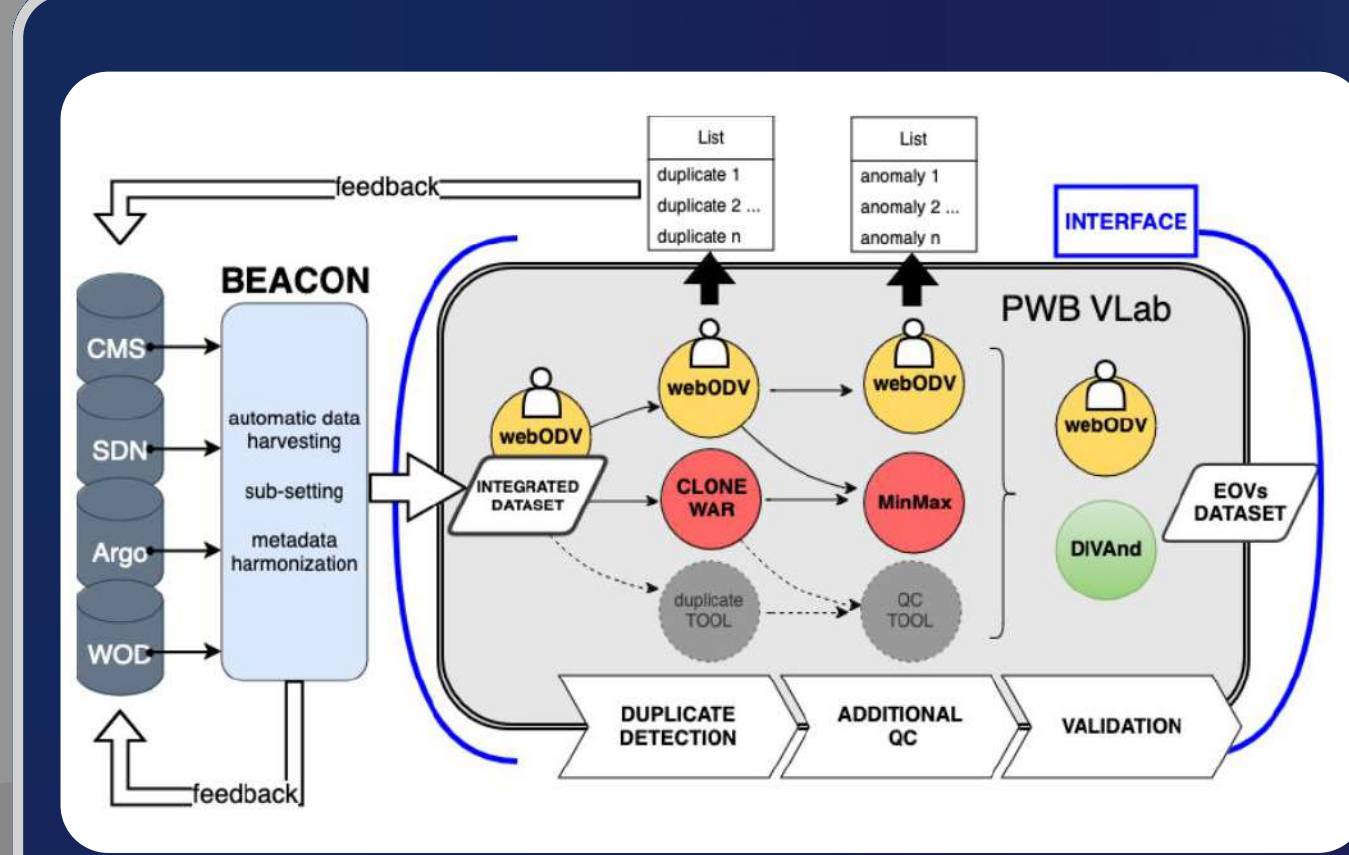 List
duplicate 1
duplicate 2 ...
duplicate n
List
anomaly 1
anomaly 2 ...
anomaly n
feedback
INTERFACE
BEACON
PWB VLab
CMS
SDN
Argo
WOD
automatic data
harvesting
sub-setting
metadata
harmonization
webODV
INTEGRATED
DATASET
webODV
CLONE
WAR
duplicate
TOOL
webODV
MinMax
QC
TOOL
webODV
DIVAnd
EOVs
DATASET
DUPLICATE
DETECTION
ADDITIONAL
QC
VALIDATION
feedback